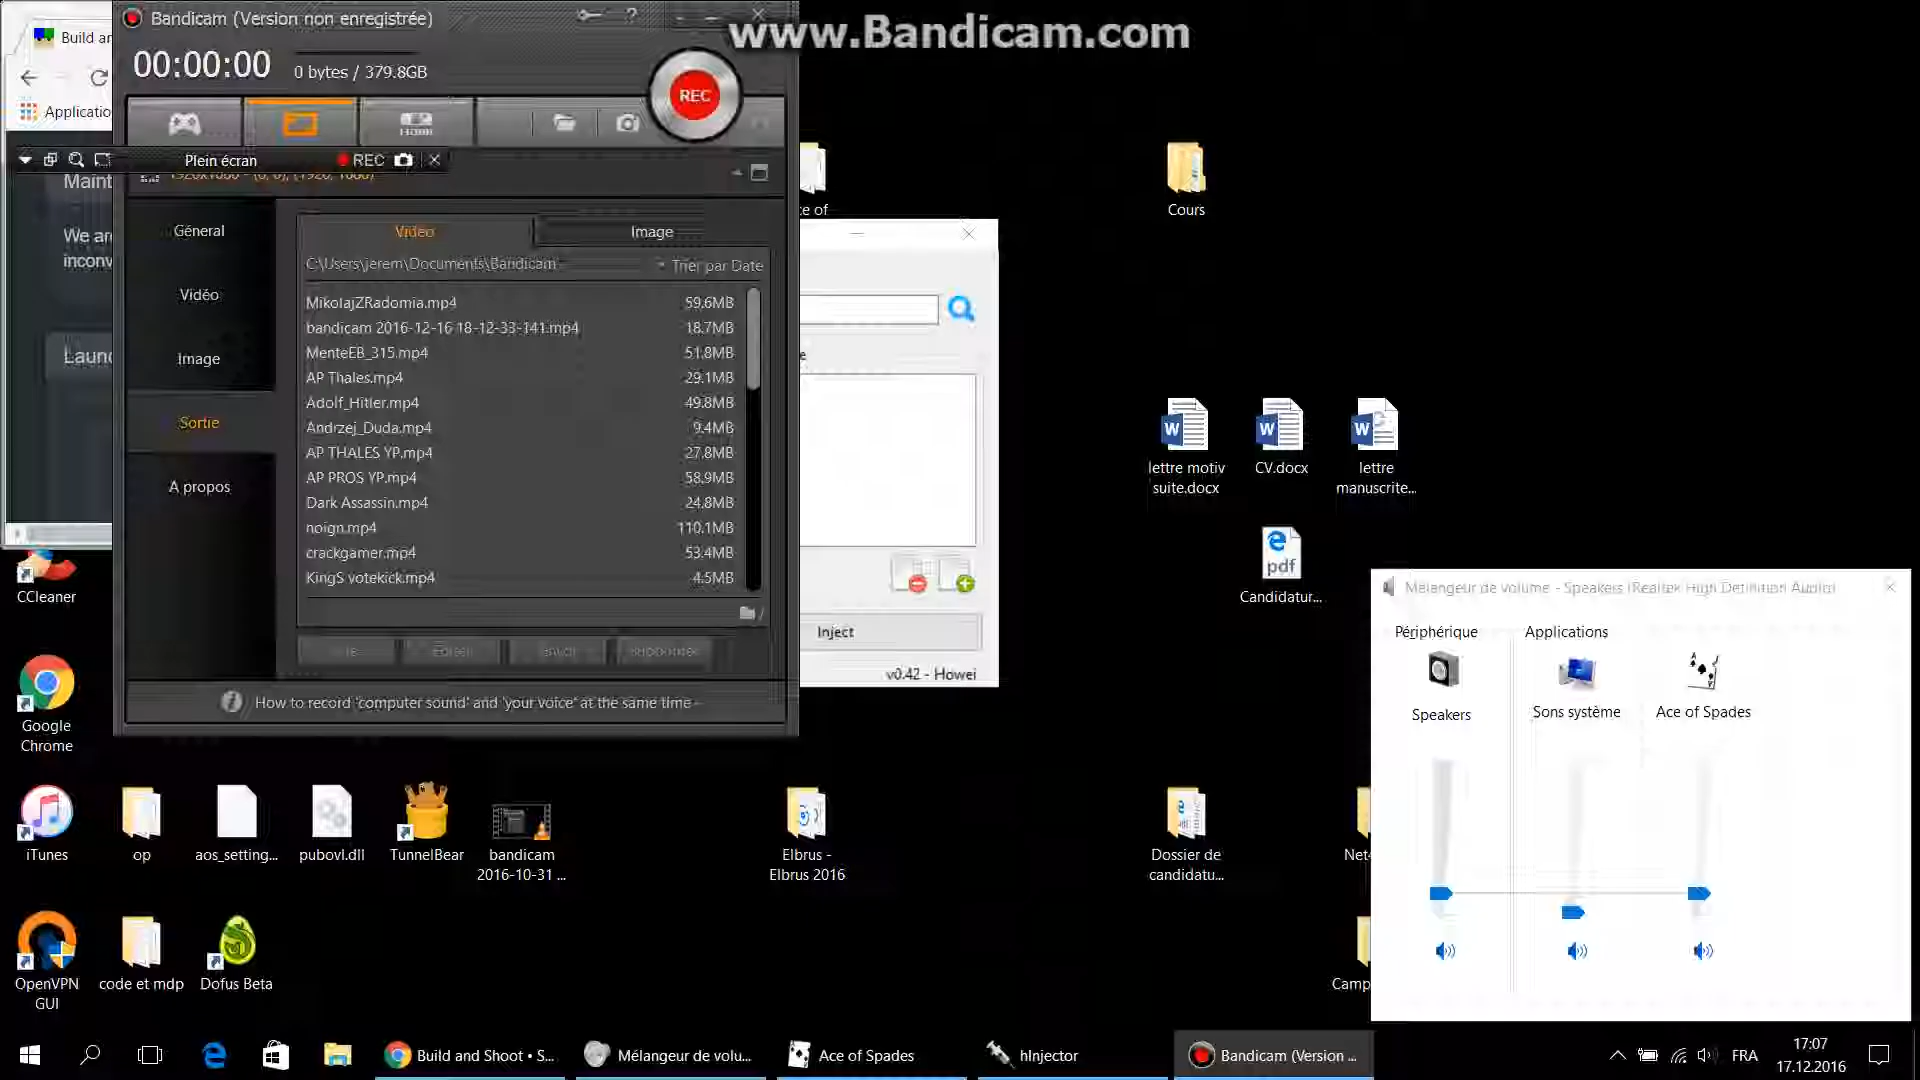 Bandicam (Version non enregistrée)
www.Bandicam.com
Build an
00:00:00
0 bytes / 379.8GB
REC
Applicatio
HDMI
Plein écran
REC
Maint
We are
inconv
Launc
Géneral
Vidéo
Image
Sortie
A propos
Vidéo
Image
C:\Users\jerem\Documents\Bandicam
Trier par Date
MikolajZRadomia.mp4 59.6MB
bandicam 2016-12-16 18-12-33-141.mp4 18.7MB
MenteEB_315.mp4 51.8MB
AP Thales.mp4 29.1MB
Adolf_Hitler.mp4 49.8MB
Andrzej_Duda.mp4 9.4MB
AP THALES YP.mp4 27.8MB
AP PROS YP.mp4 58.9MB
Dark Assassin.mp4 24.8MB
noign.mp4 110.1MB
crackgamer.mp4 53.4MB
KingS votekick.mp4 4.5MB
How to record 'computer sound' and 'your voice' at the same time
ce of
Inject
v0.42 - Howei
Cours
lettre motiv
suite.docx
CV.docx
lettre
manuscrite...
pdf
Candidatur...
Mélangeur de volume - Speakers (Realtek High Definition Audio)
Périphérique
Applications
Speakers
Sons système
Ace of Spades
CCleaner
Google
Chrome
iTunes
op
aos_setting...
pubovl.dll
TunnelBear
bandicam
2016-10-31 ...
Elbrus -
Elbrus 2016
Dossier de
candidatu...
Net
OpenVPN
GUI
code et mdp
Dofus Beta
Camp
Build and Shoot • S...
Mélangeur de volu...
Ace of Spades
hInjector
Bandicam (Version ...
FRA
17:07
17.12.2016